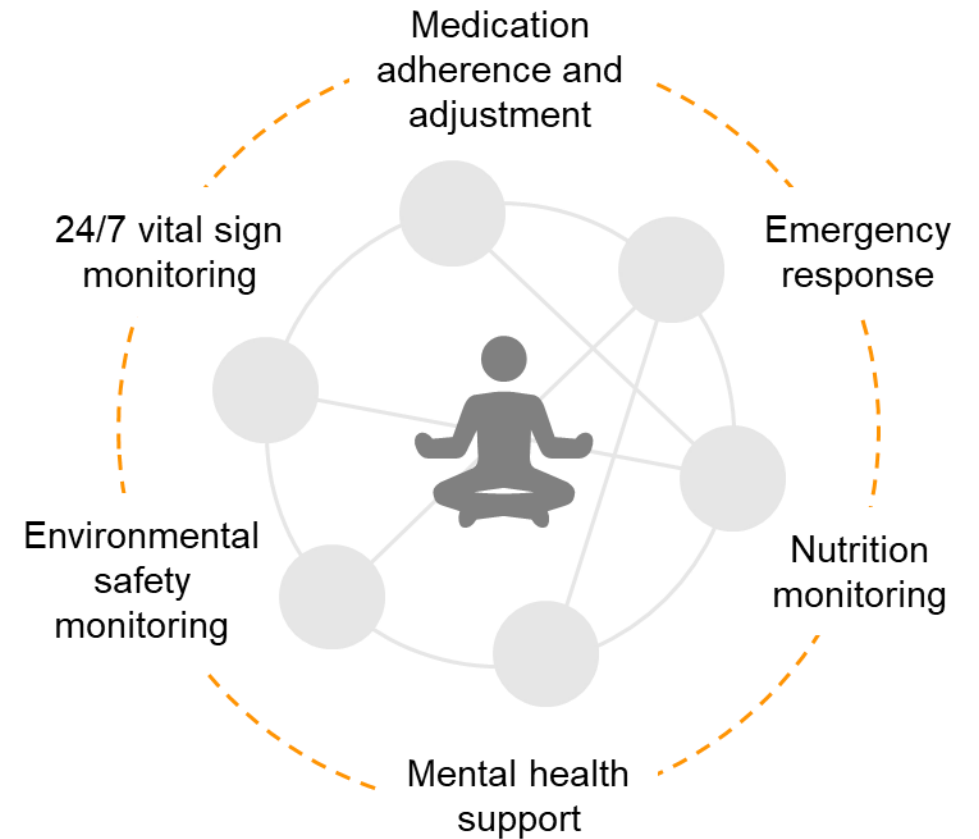 Medication
adherence and
adjustment
24/7 vital sign
monitoring
Emergency
response
Environmental
safety
monitoring
Nutrition
monitoring
Mental health
support